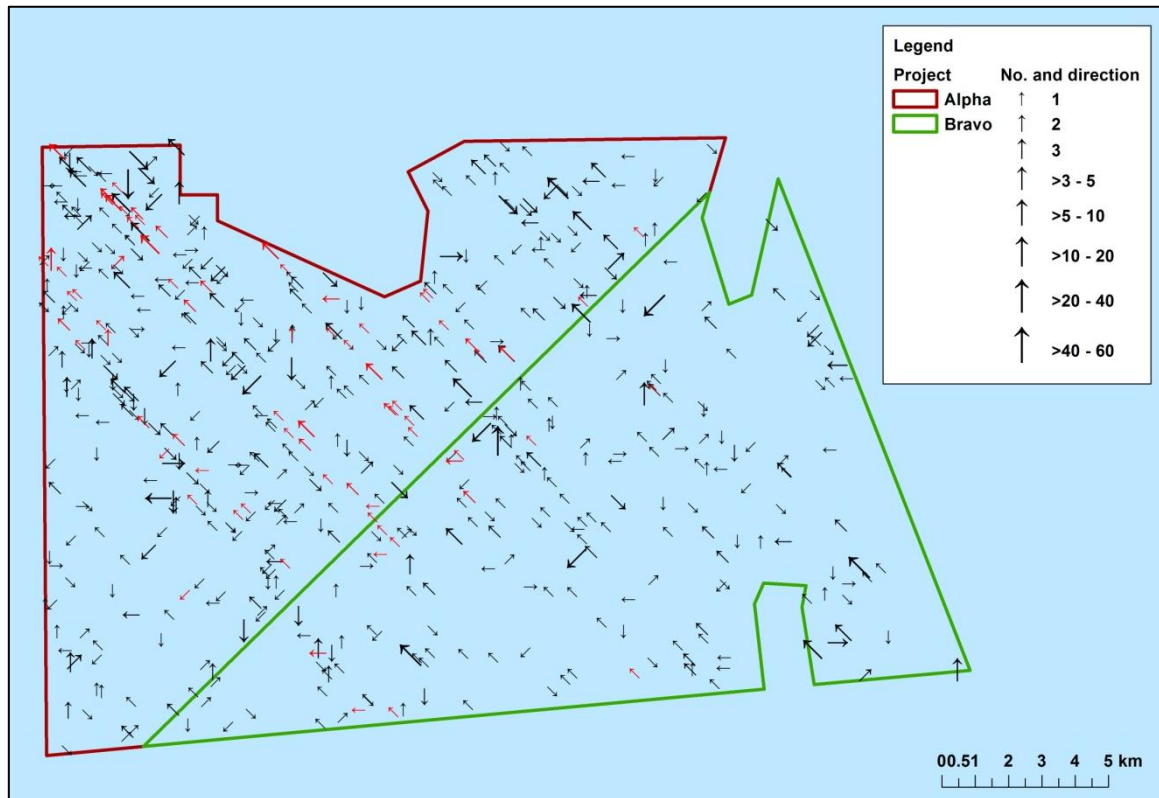 Legend
Project No. and direction
Alpha
Bravo
1
2
3
>3 - 5
>5 - 10
>10 - 20
>20 - 40
>40 - 60
00.51 2 3 4 5 km